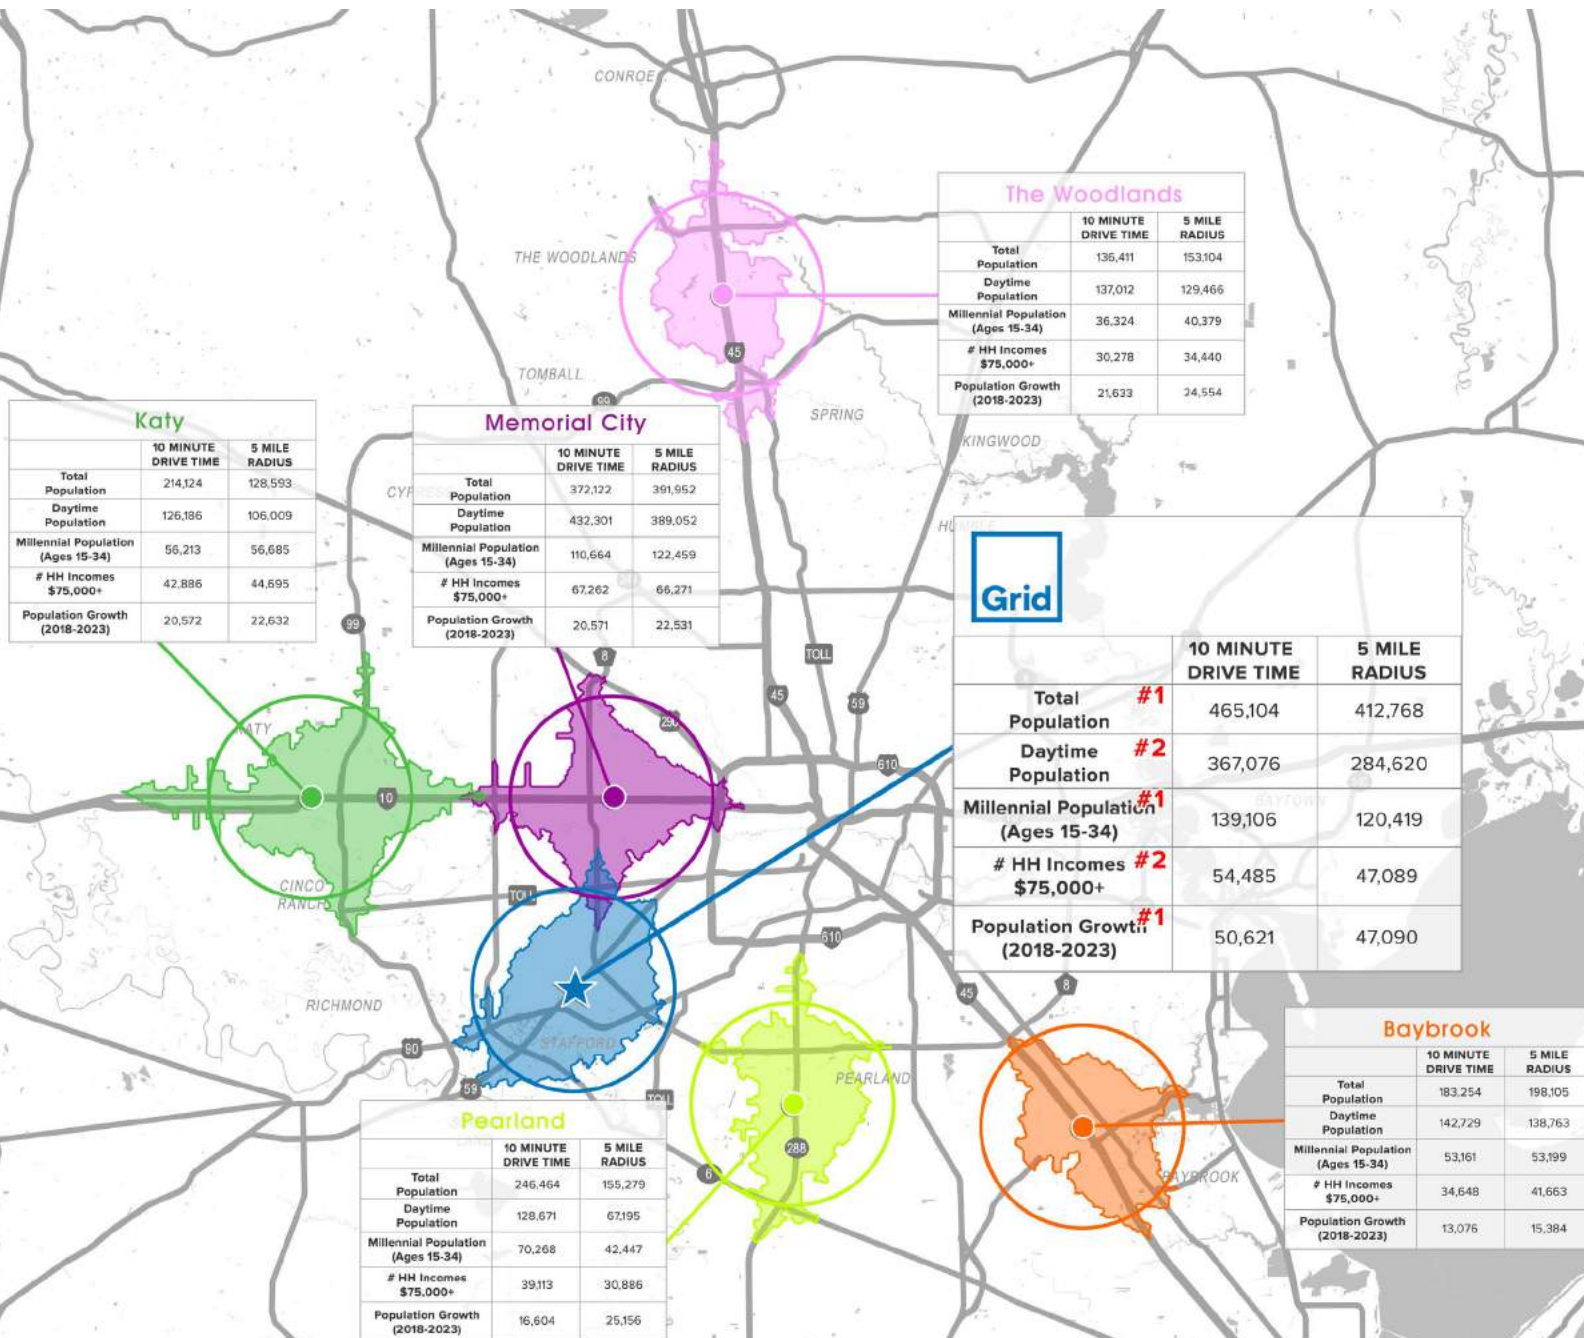 CONROE
The Woodlands
10 MINUTE DRIVE TIME 5 MILE RADIUS
Total Population 136,411 153,104
Daytime Population 137,012 129,466
Millennial Population (Ages 15-34) 36,324 40,379
# HH Incomes $75,000+ 30,278 34,440
Population Growth (2018-2023) 21,633 24,554
THE WOODLANDS
45
TOMBALL
99
SPRING
KINGWOOD
Katy
10 MINUTE DRIVE TIME 5 MILE RADIUS
Total Population 214,124 128,593
Daytime Population 126,186 106,009
Millennial Population (Ages 15-34) 56,213 56,685
# HH Incomes $75,000+ 42,886 44,695
Population Growth (2018-2023) 20,572 22,632
Memorial City
10 MINUTE DRIVE TIME 5 MILE RADIUS
Total Population 372,122 391,952
Daytime Population 432,301 389,052
Millennial Population (Ages 15-34) 110,664 122,459
# HH Incomes $75,000+ 67,262 66,271
Population Growth (2018-2023) 20,571 22,531
CYPRESS
HUMBLE
Grid
10 MINUTE DRIVE TIME 5 MILE RADIUS
Total Population #1 465,104 412,768
Daytime Population #2 367,076 284,620
Millennial Population #1 (Ages 15-34) 139,106 120,419
# HH Incomes #2 $75,000+ 54,485 47,089
Population Growth #1 (2018-2023) 50,621 47,090
BAYTOWN
99
8
TOLL
45
59
290
610
KATY
10
CINCO RANCH
TOLL
610
RICHMOND
45
8
90
STAFFORD
59
TOLL
PEARLAND
288
6
BAYBROOK
Pearland
10 MINUTE DRIVE TIME 5 MILE RADIUS
Total Population 246,464 155,279
Daytime Population 128,671 67,195
Millennial Population (Ages 15-34) 70,268 42,447
# HH Incomes $75,000+ 39,113 30,886
Population Growth (2018-2023) 16,604 25,156
Baybrook
10 MINUTE DRIVE TIME 5 MILE RADIUS
Total Population 183,254 198,105
Daytime Population 142,729 138,763
Millennial Population (Ages 15-34) 53,161 53,199
# HH Incomes $75,000+ 34,648 41,663
Population Growth (2018-2023) 13,076 15,384